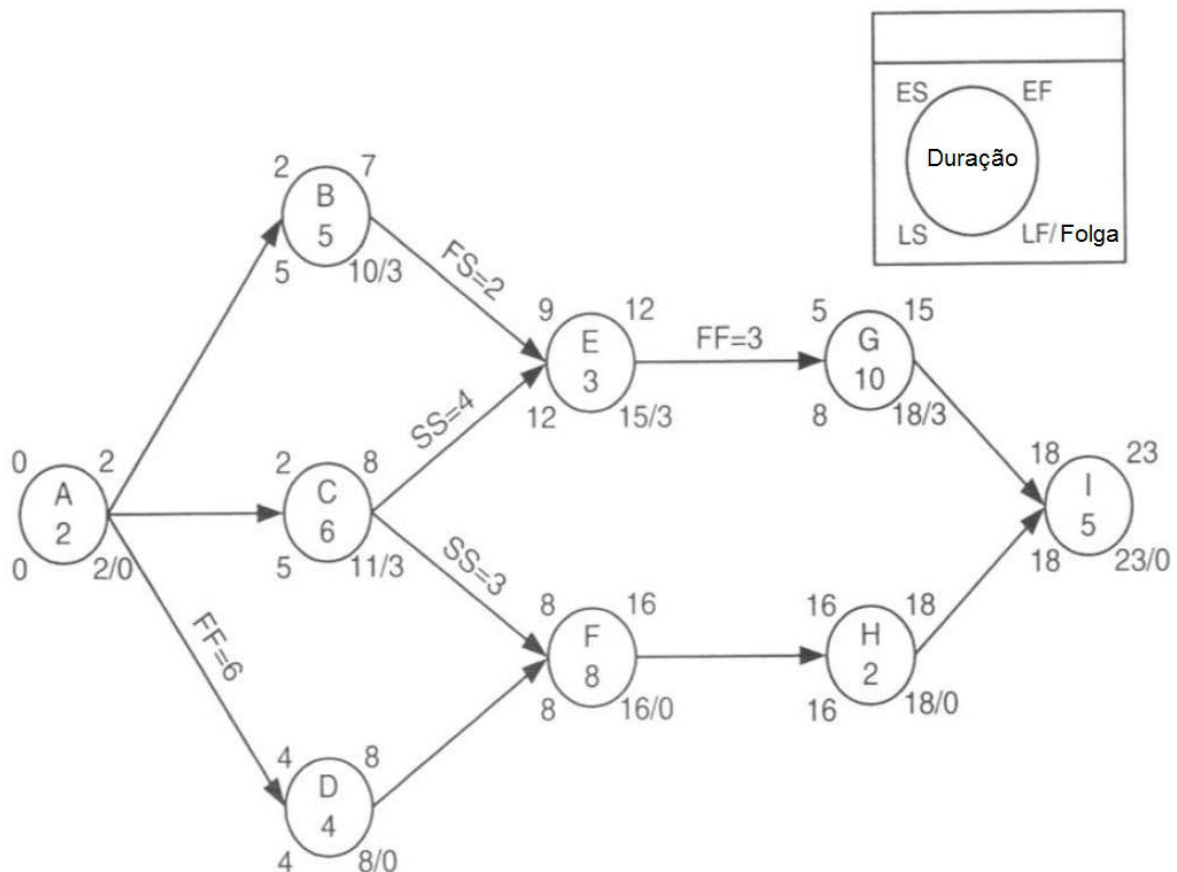 ES EF
Duração
LS LF/Folga
2 7
B
5
5 10/3
FS=2
9 12
E
3
12 15/3
FF=3
5 15
G
10
8 18/3
SS=4
0 2
A
2
0 2/0
2 8
C
6
5 11/3
18 23
I
5
18 23/0
SS=3
8 16
F
8
8 16/0
16 18
H
2
16 18/0
FF=6
4 8
D
4
4 8/0